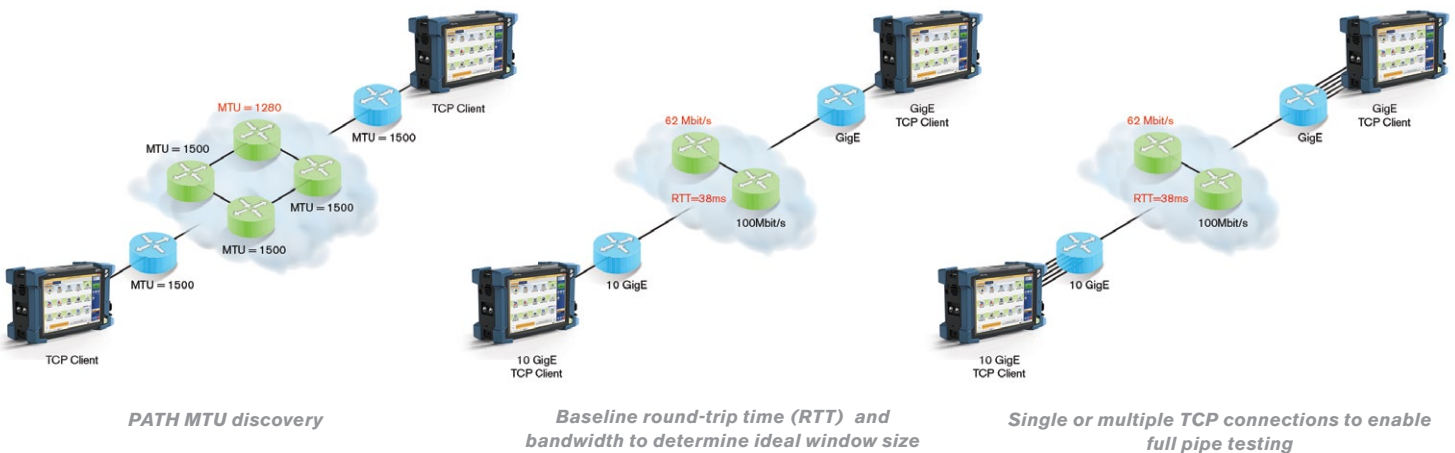 TCP Client
MTU = 1280
MTU = 1500
MTU = 1500
MTU = 1500
MTU = 1500
MTU = 1500
TCP Client
PATH MTU discovery
GigE
TCP Client
GigE
62 Mbit/s
RTT=38ms
100Mbit/s
10 GigE
10 GigE
TCP Client
Baseline round-trip time (RTT) and
bandwidth to determine ideal window size
GigE
TCP Client
GigE
62 Mbit/s
RTT=38ms
100Mbit/s
10 GigE
10 GigE
TCP Client
Single or multiple TCP connections to enable
full pipe testing